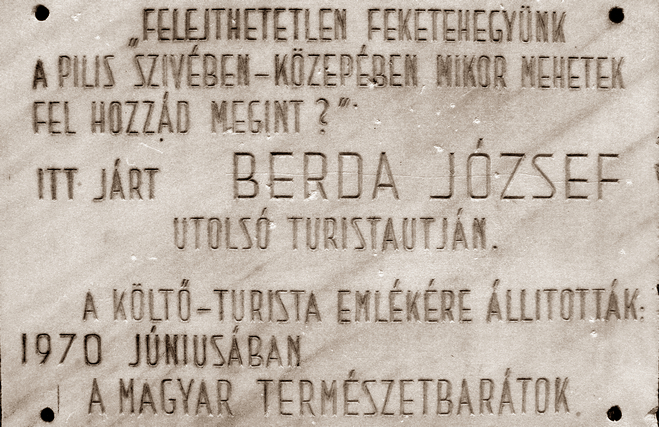 „FELEJTHETETLEN FEKETEHEGYÜNK
A PILIS SZIVÉBEN-KÖZEPÉBEN MIKOR MEHETEK
FEL HOZZÁD MEGINT?”
ITT JÁRT BERDA JÓZSEF
UTOLSÓ TURISTAUTJÁN.
A KÖLTŐ-TURISTA EMLÉKÉRE ÁLLITOTTÁK:
1970 JÚNIUSÁBAN
A MAGYAR TERMÉSZETBARÁTOK.